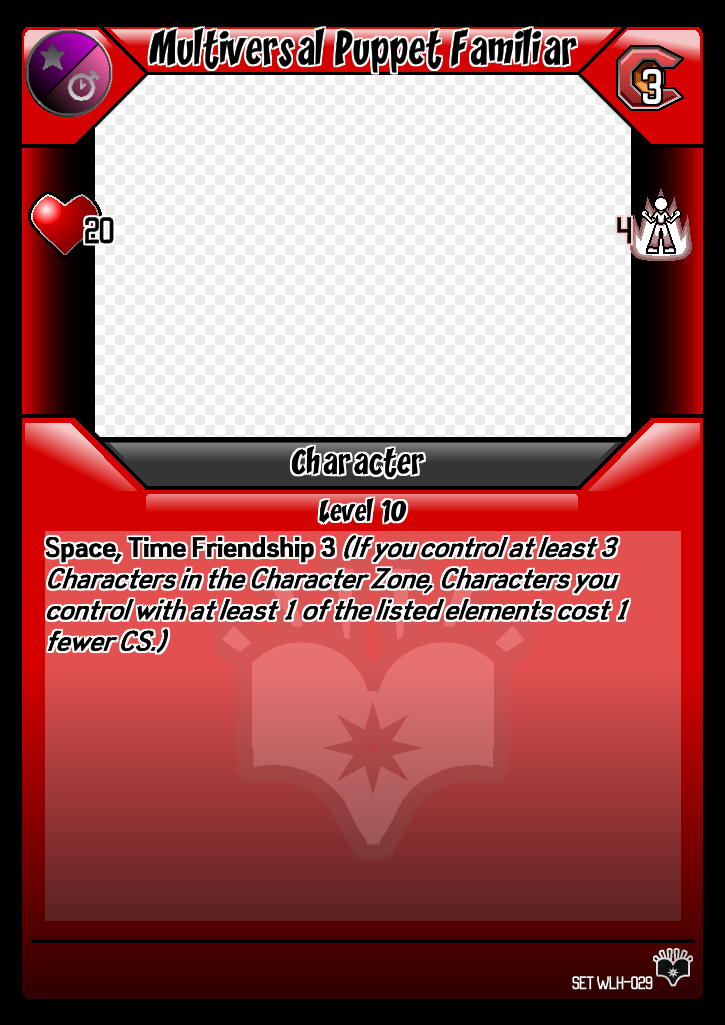 Multiversal Puppet Familiar
3
20
4
Character
Level 10
Space, Time Friendship 3 (If you control at least 3
Characters in the Character Zone, Characters you
control with at least 1 of the listed elements cost 1
fewer CS.)
SET WLH-029